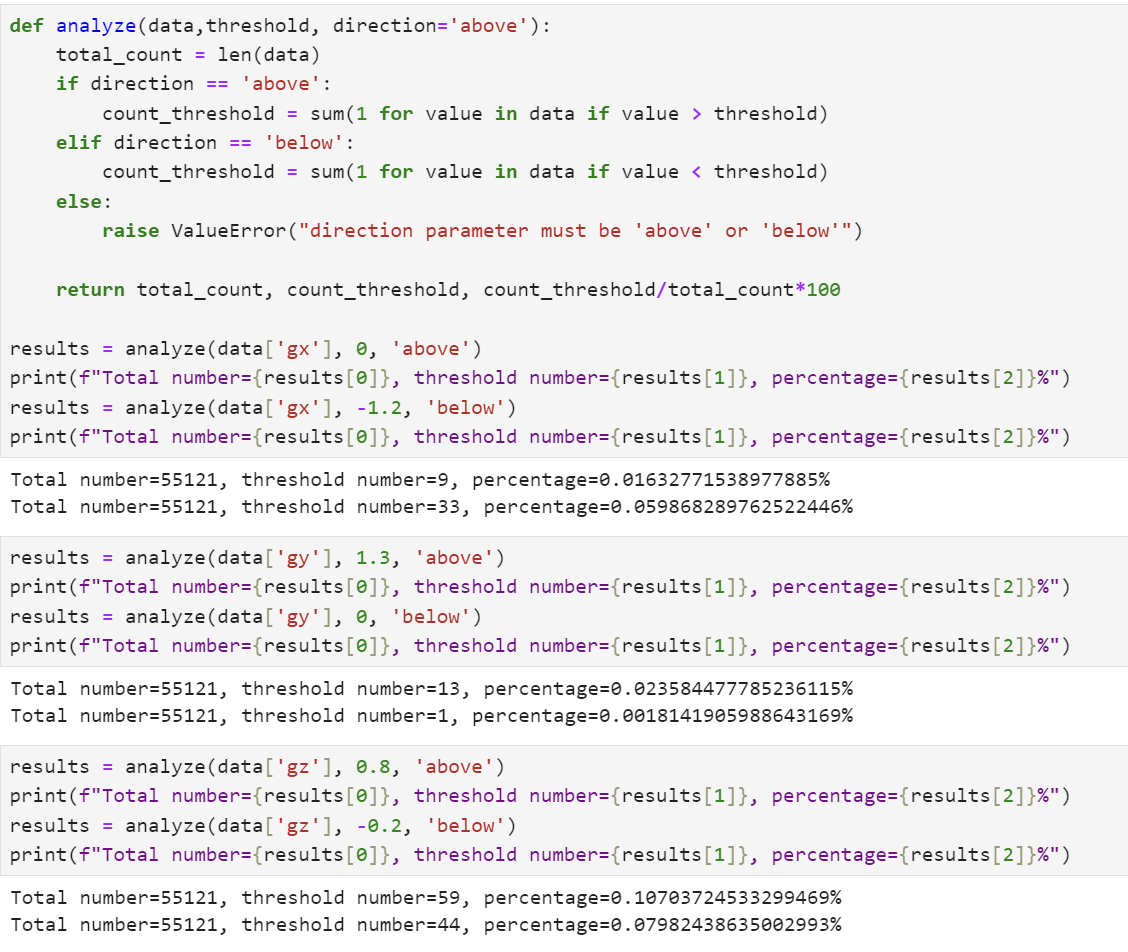 def analyze(data,threshold, direction='above'):
    total_count = len(data)
    if direction == 'above':
        count_threshold = sum(1 for value in data if value > threshold)
    elif direction == 'below':
        count_threshold = sum(1 for value in data if value < threshold)
    else:
        raise ValueError("direction parameter must be 'above' or 'below'")
    return total_count, count_threshold, count_threshold/total_count*100
results = analyze(data['gx'], 0, 'above')
print(f"Total number={results[0]}, threshold number={results[1]}, percentage={results[2]}%")
results = analyze(data['gx'], -1.2, 'below')
print(f"Total number={results[0]}, threshold number={results[1]}, percentage={results[2]}%")
Total number=55121, threshold number=9, percentage=0.01632771538977885%
Total number=55121, threshold number=33, percentage=0.059868289762522446%
results = analyze(data['gy'], 1.3, 'above')
print(f"Total number={results[0]}, threshold number={results[1]}, percentage={results[2]}%")
results = analyze(data['gy'], 0, 'below')
print(f"Total number={results[0]}, threshold number={results[1]}, percentage={results[2]}%")
Total number=55121, threshold number=13, percentage=0.023584477785236115%
Total number=55121, threshold number=1, percentage=0.0018141905988643169%
results = analyze(data['gz'], 0.8, 'above')
print(f"Total number={results[0]}, threshold number={results[1]}, percentage={results[2]}%")
results = analyze(data['gz'], -0.2, 'below')
print(f"Total number={results[0]}, threshold number={results[1]}, percentage={results[2]}%")
Total number=55121, threshold number=59, percentage=0.10703724533299469%
Total number=55121, threshold number=44, percentage=0.07982438635002993%